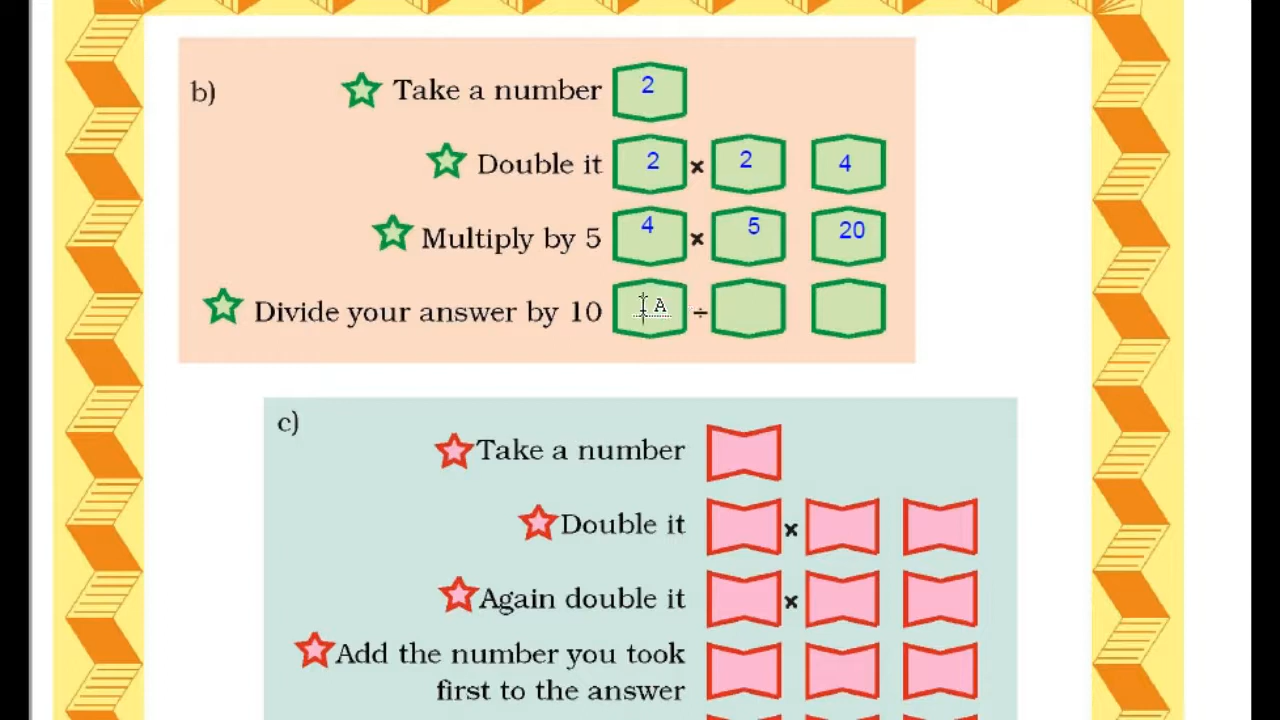 b) Take a number 2
Double it 2 × 2 4
Multiply by 5 4 × 5 20
Divide your answer by 10 A ÷
c) Take a number
Double it ×
Again double it ×
Add the number you took
first to the answer